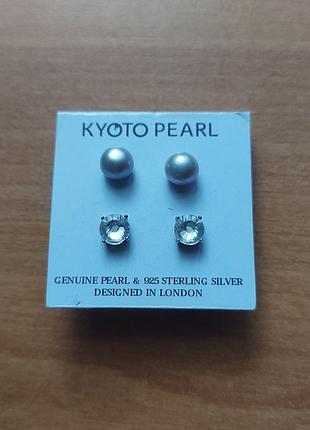 KYOTO PEARL
GENUINE PEARL & 925 STERLING SILVER
DESIGNED IN LONDON